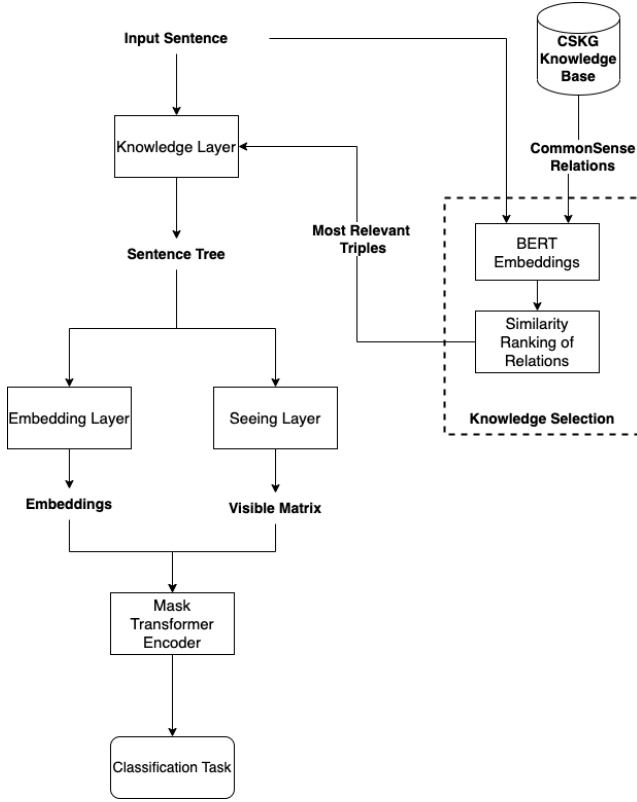 Input Sentence
CSKG
Knowledge
Base
Knowledge Layer
CommonSense
Relations
Most Relevant
Triples
Sentence Tree
BERT
Embeddings
Similarity
Ranking of
Relations
Knowledge Selection
Embedding Layer
Seeing Layer
Embeddings
Visible Matrix
Mask
Transformer
Encoder
Classification Task